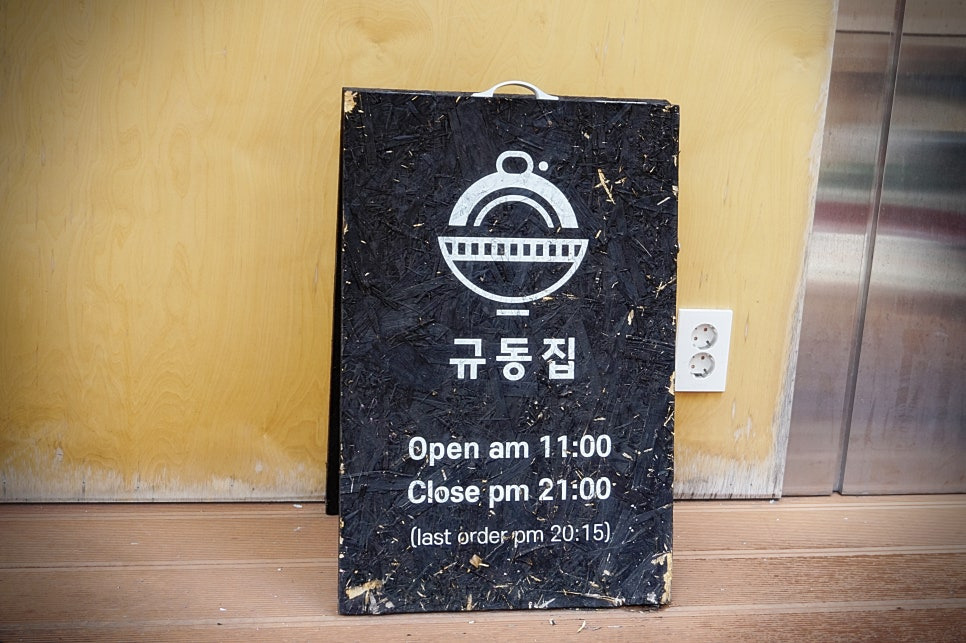 규동집
Open am 11:00
Close pm 21:00
(last order pm 20:15)